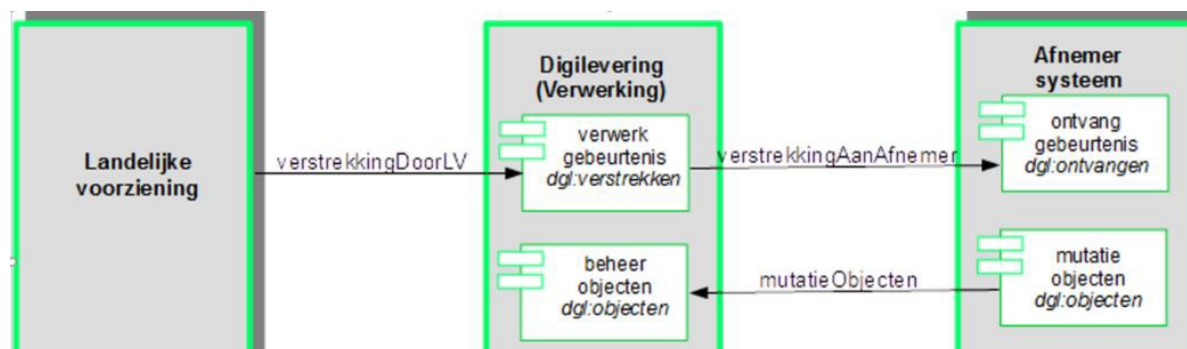 Landelijke
voorziening
verstrekkingDoorLV
Digilevering
(Verwerking)
verwerk
gebeurtenis
dgl:verstrekken
beheer
objecten
dgl:objecten
verstrekkingAanAfnemer
mutatieObjecten
Afnemer
systeem
ontvang
gebeurtenis
dgl:ontvangen
mutatie
objecten
dgl:objecten